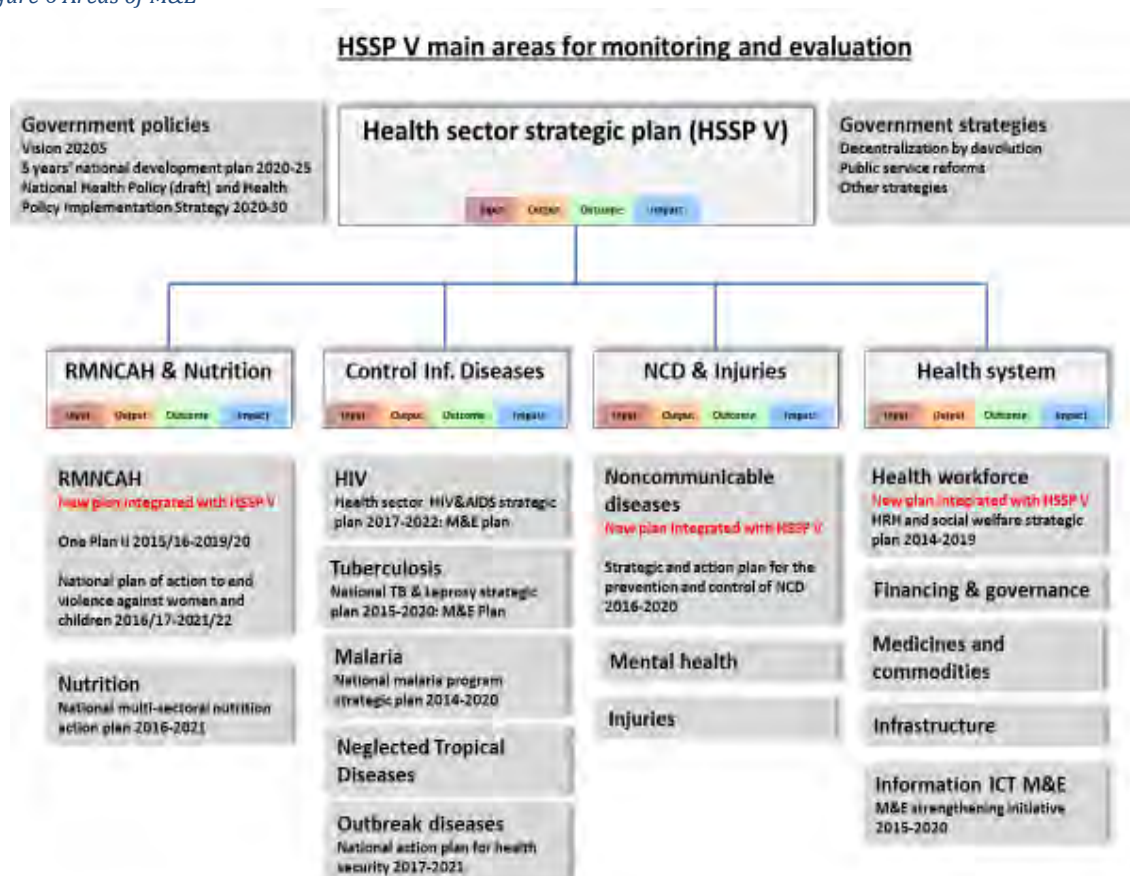 gure 6 Areas of M&E
HSSP V main areas for monitoring and evaluation
Government policies
Vision 20205
5 years' national development plan 2020-25
National Health Policy (draft) and Health
Policy Implementation Strategy 2020-30
Health sector strategic plan (HSSP V)
Input Output Outcome Impact
Government strategies
Decentralization by devolution
Public service reforms
Other strategies
RMNCAH & Nutrition
Input Output Outcome Impact
Control Inf. Diseases
Input Output Outcome Impact
NCD & Injuries
Input Output Outcome Impact
Health system
Input Output Outcome Impact
RMNCAH
New plan integrated with HSSP V
One Plan II 2015/16-2019/20
National plan of action to end
violence against women and
children 2016/17-2021/22
Nutrition
National multi-sectoral nutrition
action plan 2016-2021
HIV
Health sector HIV&AIDS strategic
plan 2017-2022: M&E plan
Tuberculosis
National TB & Leprosy strategic
plan 2015-2020: M&E Plan
Malaria
National malaria program
strategic plan 2014-2020
Neglected Tropical
Diseases
Outbreak diseases
National action plan for health
security 2017-2021
Noncommunicable
diseases
New plan integrated with HSSP V
Strategic and action plan for the
prevention and control of NCD
2016-2020
Mental health
Injuries
Health workforce
New plan integrated with HSSP V
HRH and social welfare strategic
plan 2014-2019
Financing & governance
Medicines and
commodities
Infrastructure
Information ICT M&E
M&E strengthening initiative
2015-2020